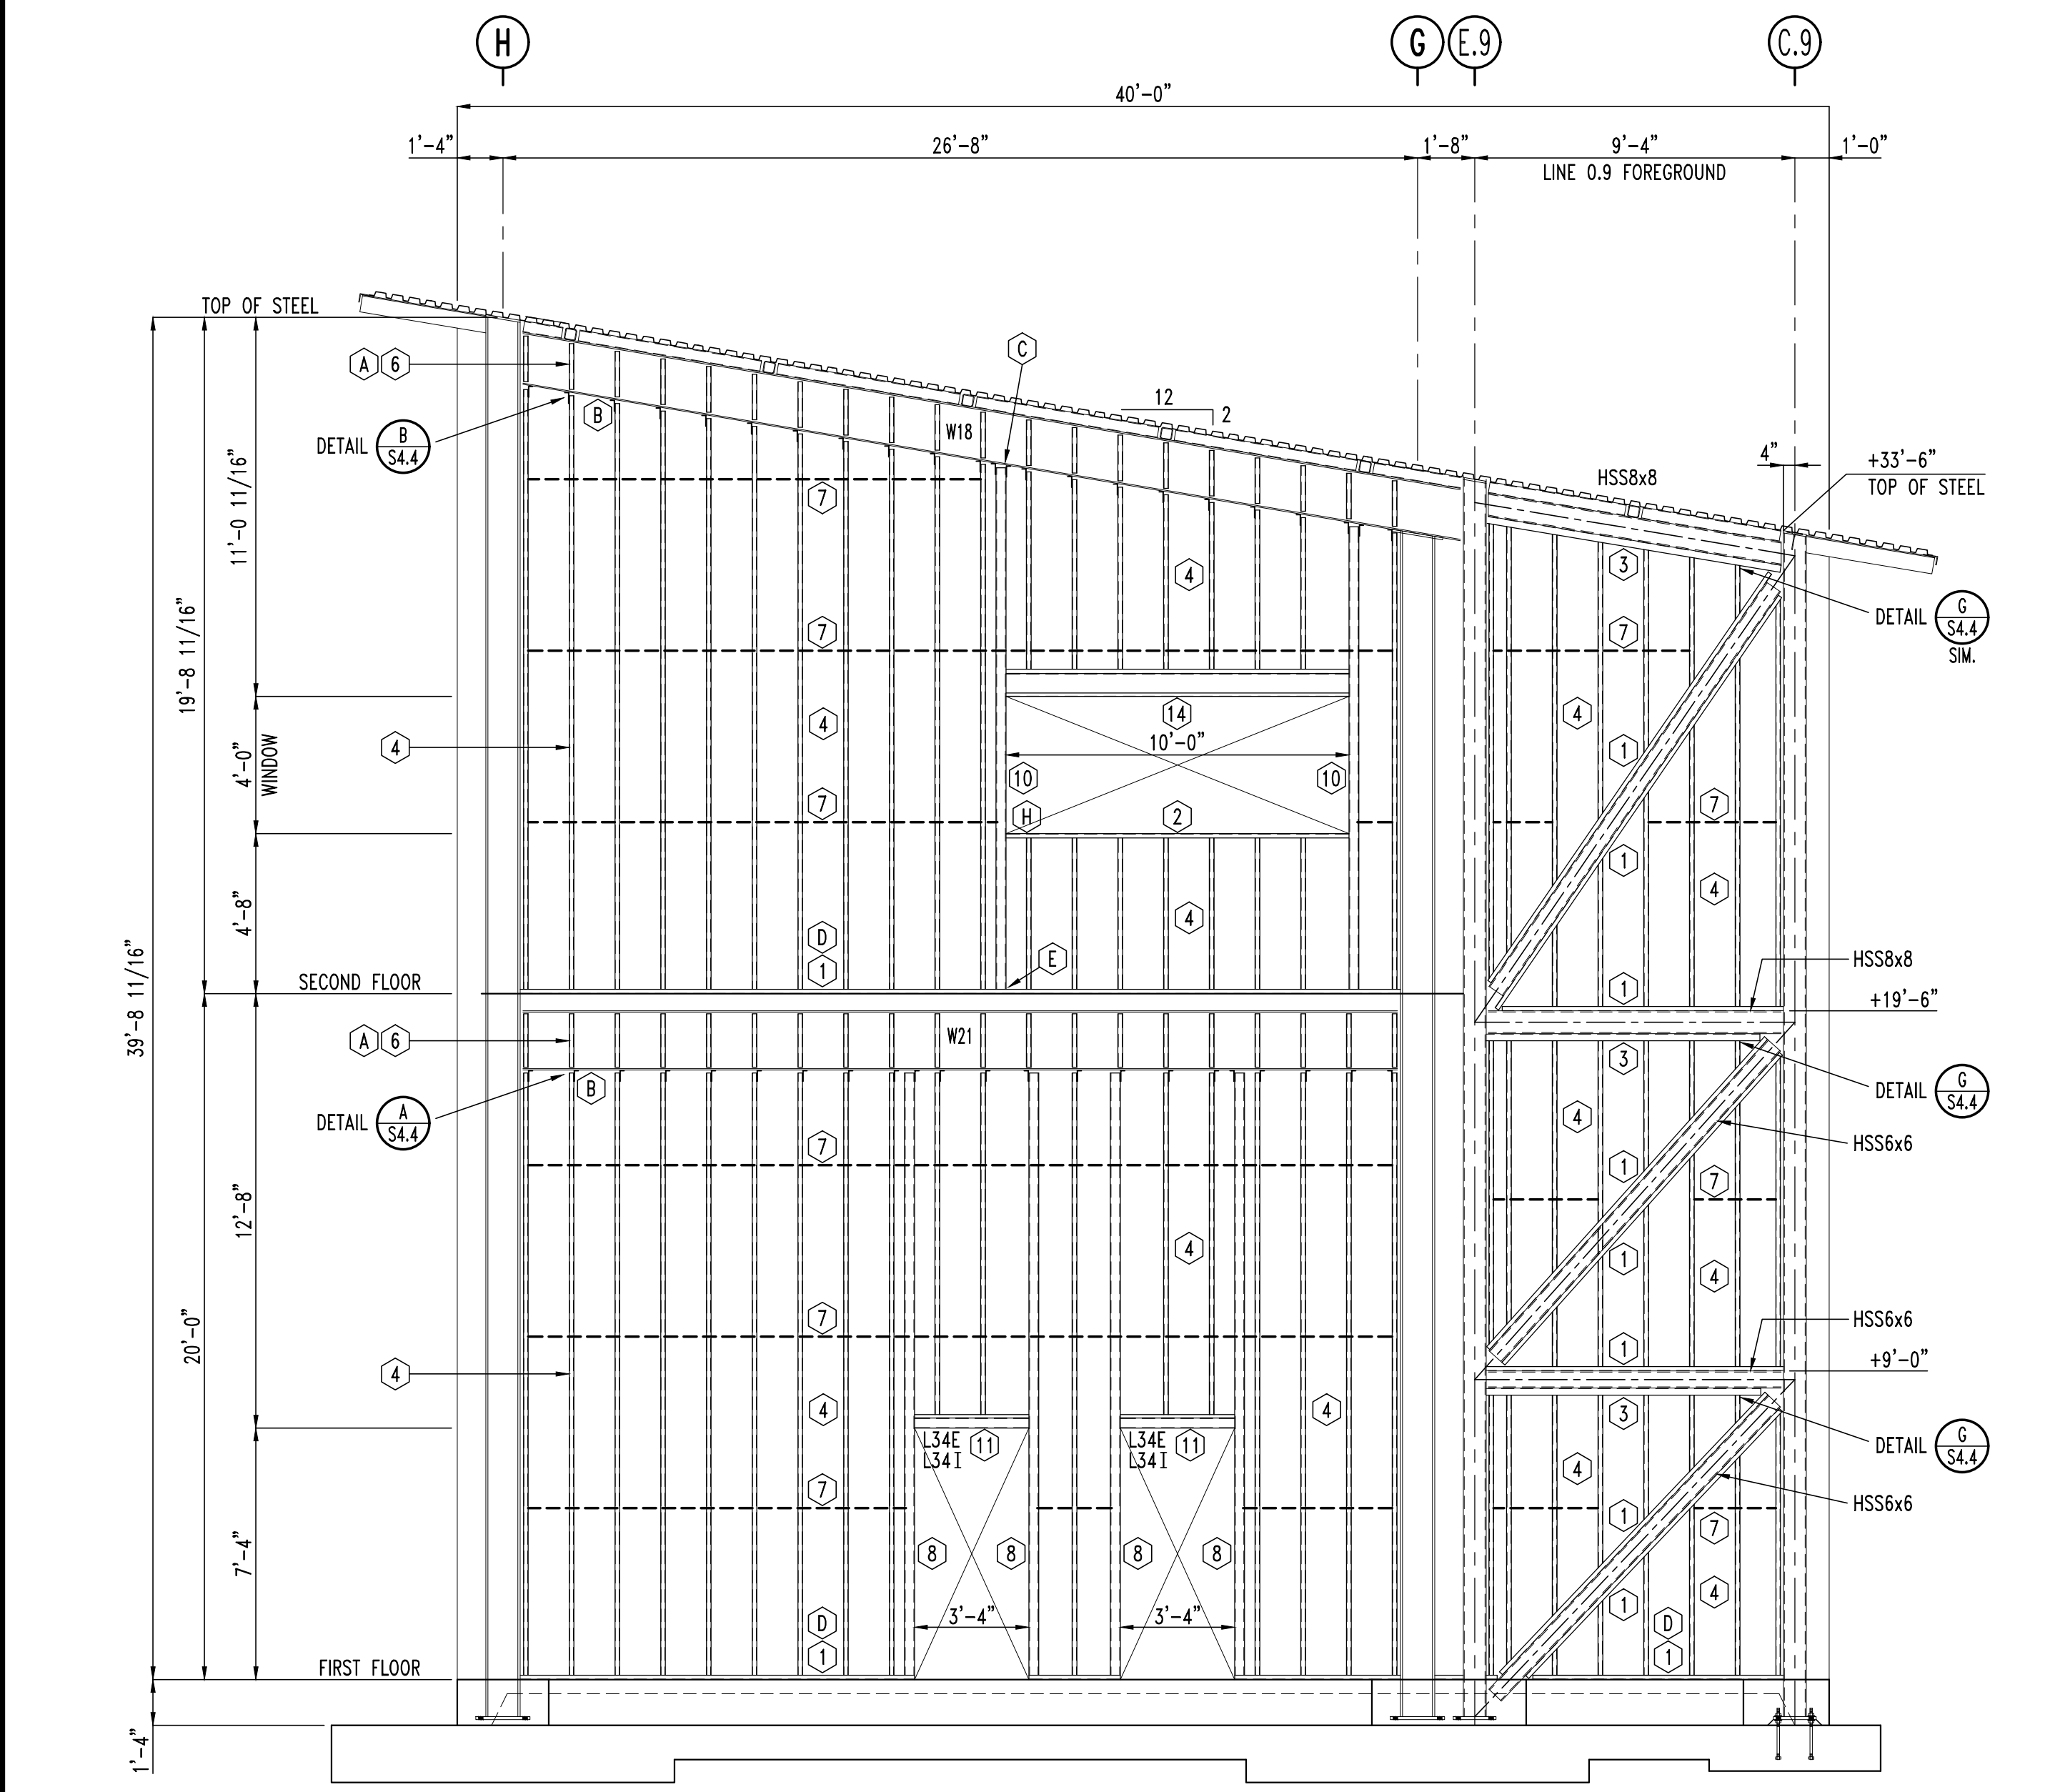 H G E.9 C.9
40'-0"
1'-4" 26'-8" 1'-8" 9'-4" 1'-0"
LINE 0.9 FOREGROUND
TOP OF STEEL
C
A 6
12
2
B
DETAIL B
S4.4
W18
4"
+33'-6"
TOP OF STEEL
HSS8x8
11'-0 11/16"
7
3
4
DETAIL G
S4.4
SIM.
7
7
19'-8 11/16"
4
14
4
4
10'-0"
1
4'-0"
WINDOW
10
10
7
7
H
2
1
4
4'-8"
4
D
1
E
HSS8x8
39'-8 11/16"
SECOND FLOOR
1
+19'-6"
A 6
W21
3
B
DETAIL G
S4.4
DETAIL A
S4.4
4
7
HSS6x6
1
7
12'-8"
4
1
4
7
HSS6x6
20'-0"
1
4
+9'-0"
4
4
3
L34E
L34I
11
L34E
L34I
11
DETAIL G
S4.4
4
7
HSS6x6
1
7
7'-4"
8
8
8
8
4
1
3'-4"
3'-4"
D
1
D
1
FIRST FLOOR
1'-4"